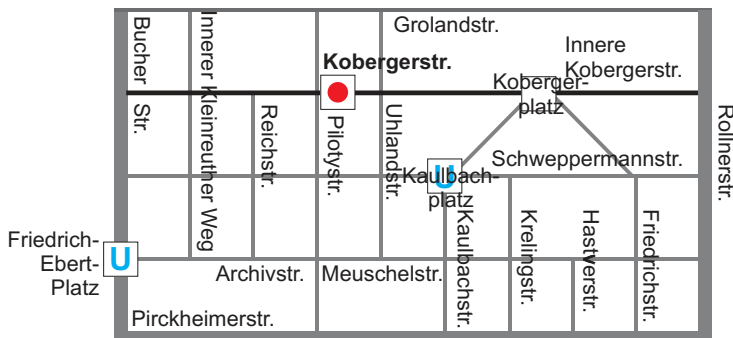 Grolandstr.
Innere
Kobergerstr.
Bucher
Str.
Innerer Kleinreuther Weg
Kobergerstr.
Koberger-
platz
Reichstr.
Pilotystr.
Uhlandstr.
Rollnerstr.
Schweppermannstr.
U
Kaulbach-
platz
Kaulbachstr.
Krelingstr.
Hastverstr.
Friedrichstr.
Friedrich-
Ebert-
Platz
U
Archivstr.
Meuschelstr.
Pirckheimerstr.